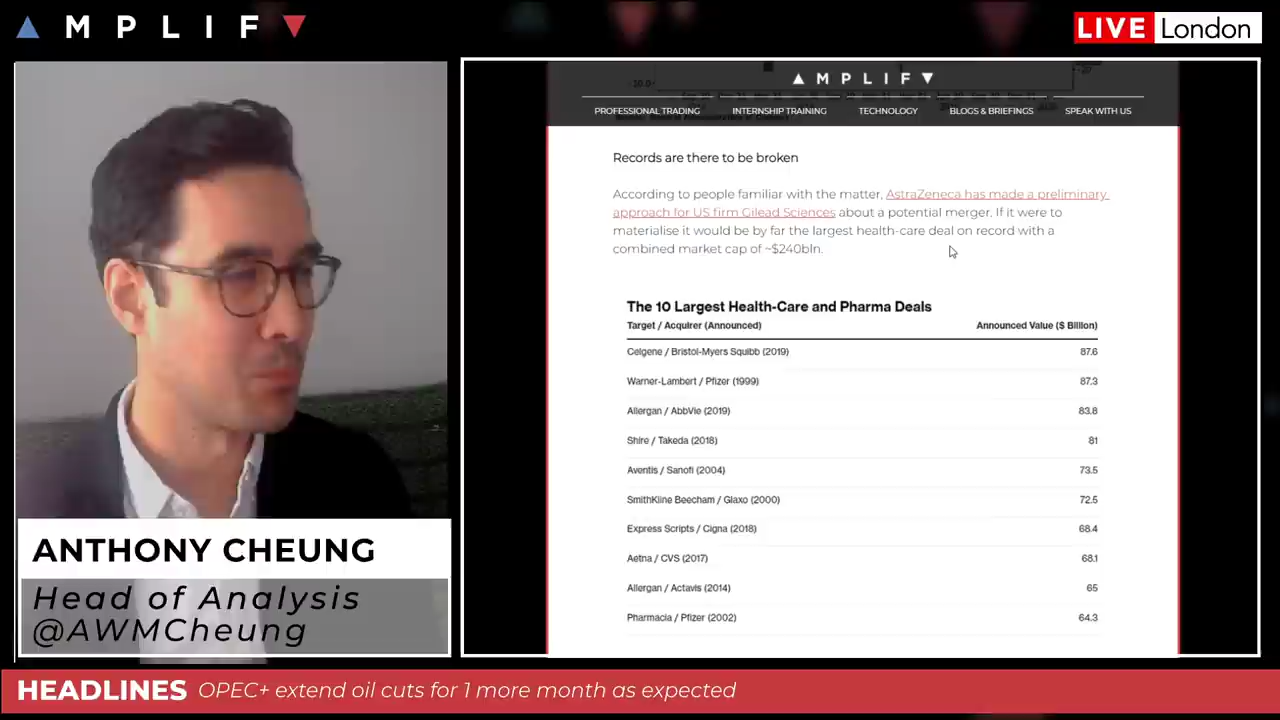 AMPLIFY
LIVE London
AMPLIFY
PROFESSIONAL TRADING INTERNSHIP TRAINING TECHNOLOGY BLOGS & BRIEFINGS SPEAK WITH US
Records are there to be broken
According to people familiar with the matter, AstraZeneca has made a preliminary
approach for US firm Gilead Sciences about a potential merger. If it were to
materialise it would be by far the largest health-care deal on record with a
combined market cap of ~$240bln.
The 10 Largest Health-Care and Pharma Deals
Target / Acquirer (Announced) Announced Value ($ Billion)
Celgene / Bristol-Myers Squibb (2019) 87.6
Warner-Lambert / Pfizer (1999) 87.3
Allergan / AbbVie (2019) 83.8
Shire / Takeda (2018) 81
Aventis / Sanofi (2004) 73.5
SmithKline Beecham / Glaxo (2000) 72.5
Express Scripts / Cigna (2018) 68.4
Aetna / CVS (2017) 68.1
Allergan / Actavis (2014) 65
Pharmacia / Pfizer (2002) 64.3
ANTHONY CHEUNG
Head of Analysis
@AWMCheung
HEADLINES OPEC+ extend oil cuts for 1 more month as expected